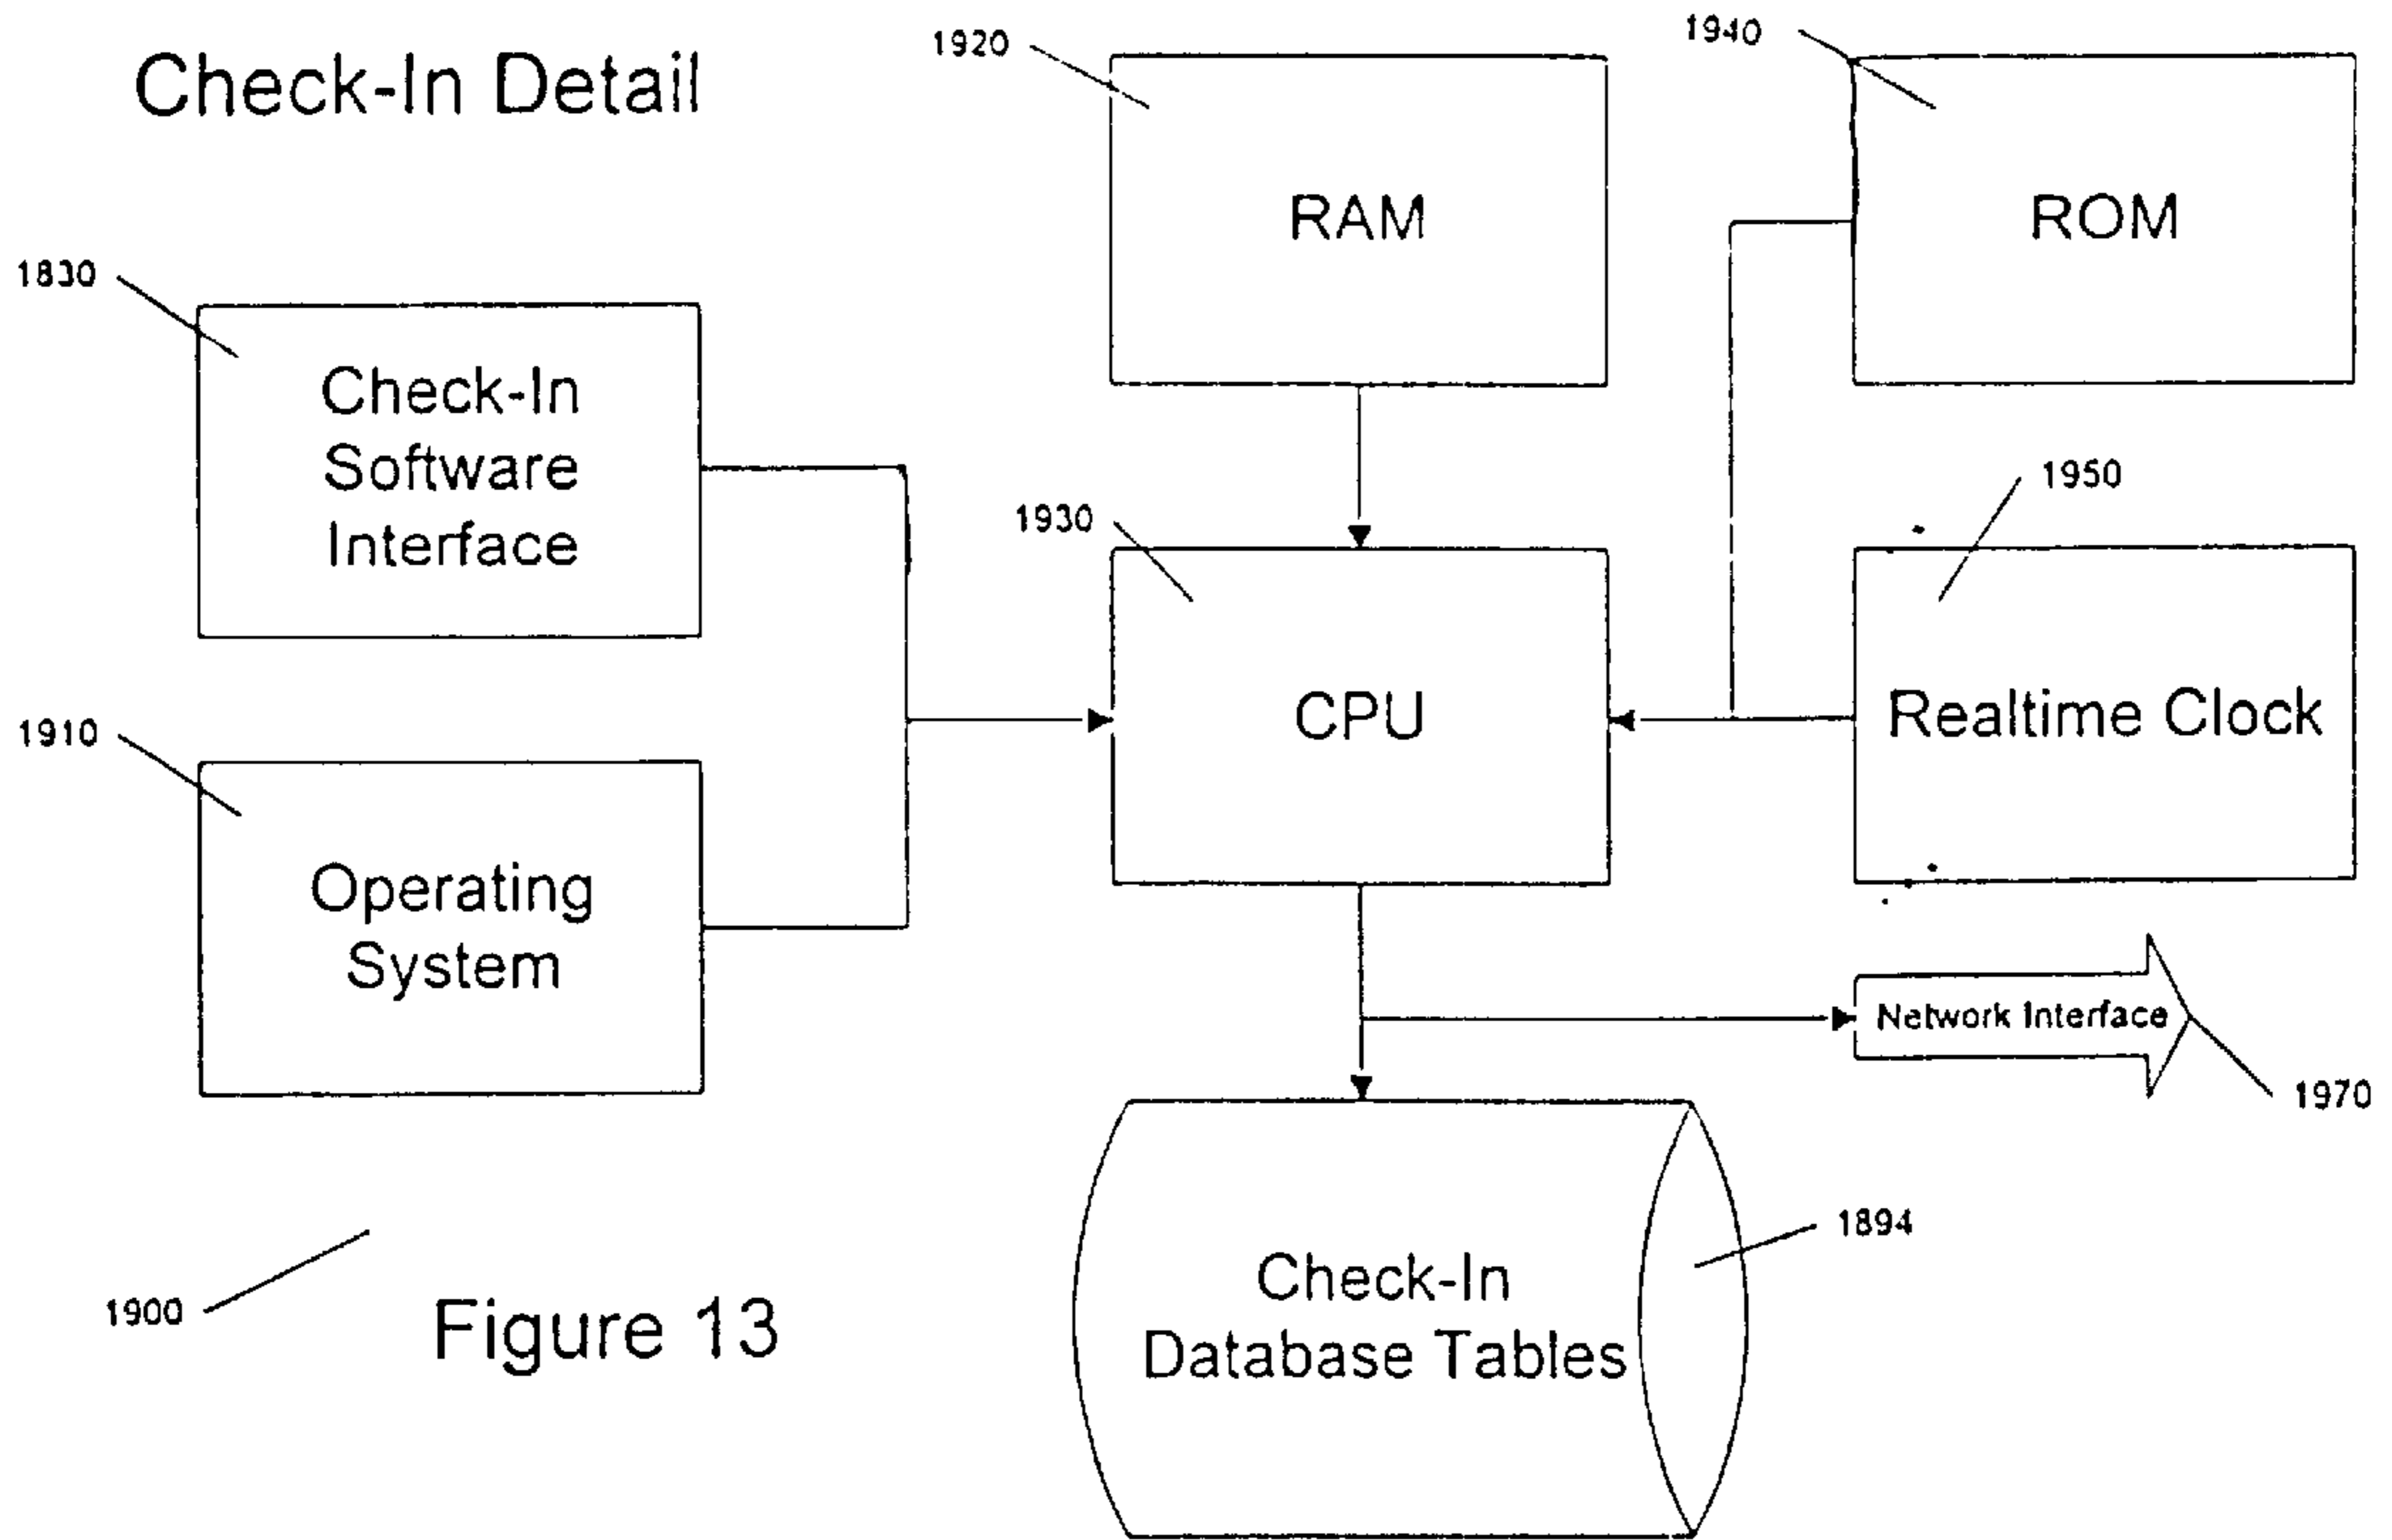 Check-In Detail
1920
1940
RAM
ROM
1830
Check-In
Software
Interface
1930
1950
CPU
Realtime Clock
1910
Operating
System
Network Interface
1970
1894
Check-In
Database Tables
1900
Figure 13